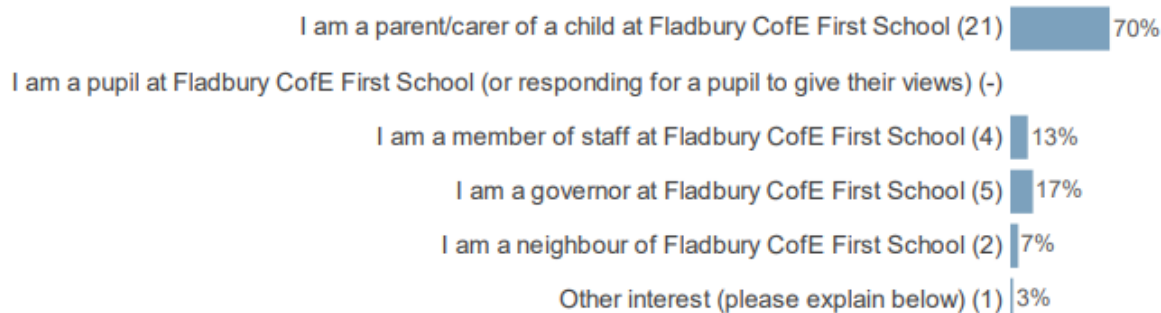 I am a parent/carer of a child at Fladbury CofE First School (21) 70%
I am a pupil at Fladbury CofE First School (or responding for a pupil to give their views) (-)
I am a member of staff at Fladbury CofE First School (4) 13%
I am a governor at Fladbury CofE First School (5) 17%
I am a neighbour of Fladbury CofE First School (2) 7%
Other interest (please explain below) (1) 3%